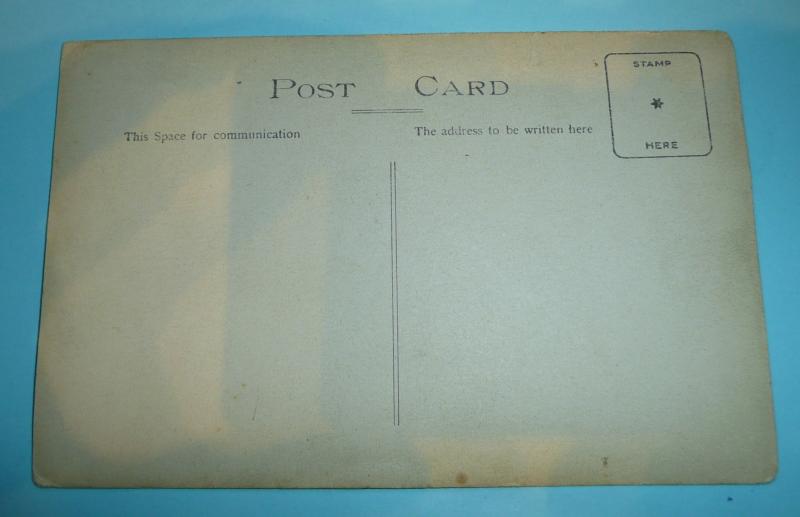 POST CARD
STAMP
HERE
This Space for communication
The address to be written here